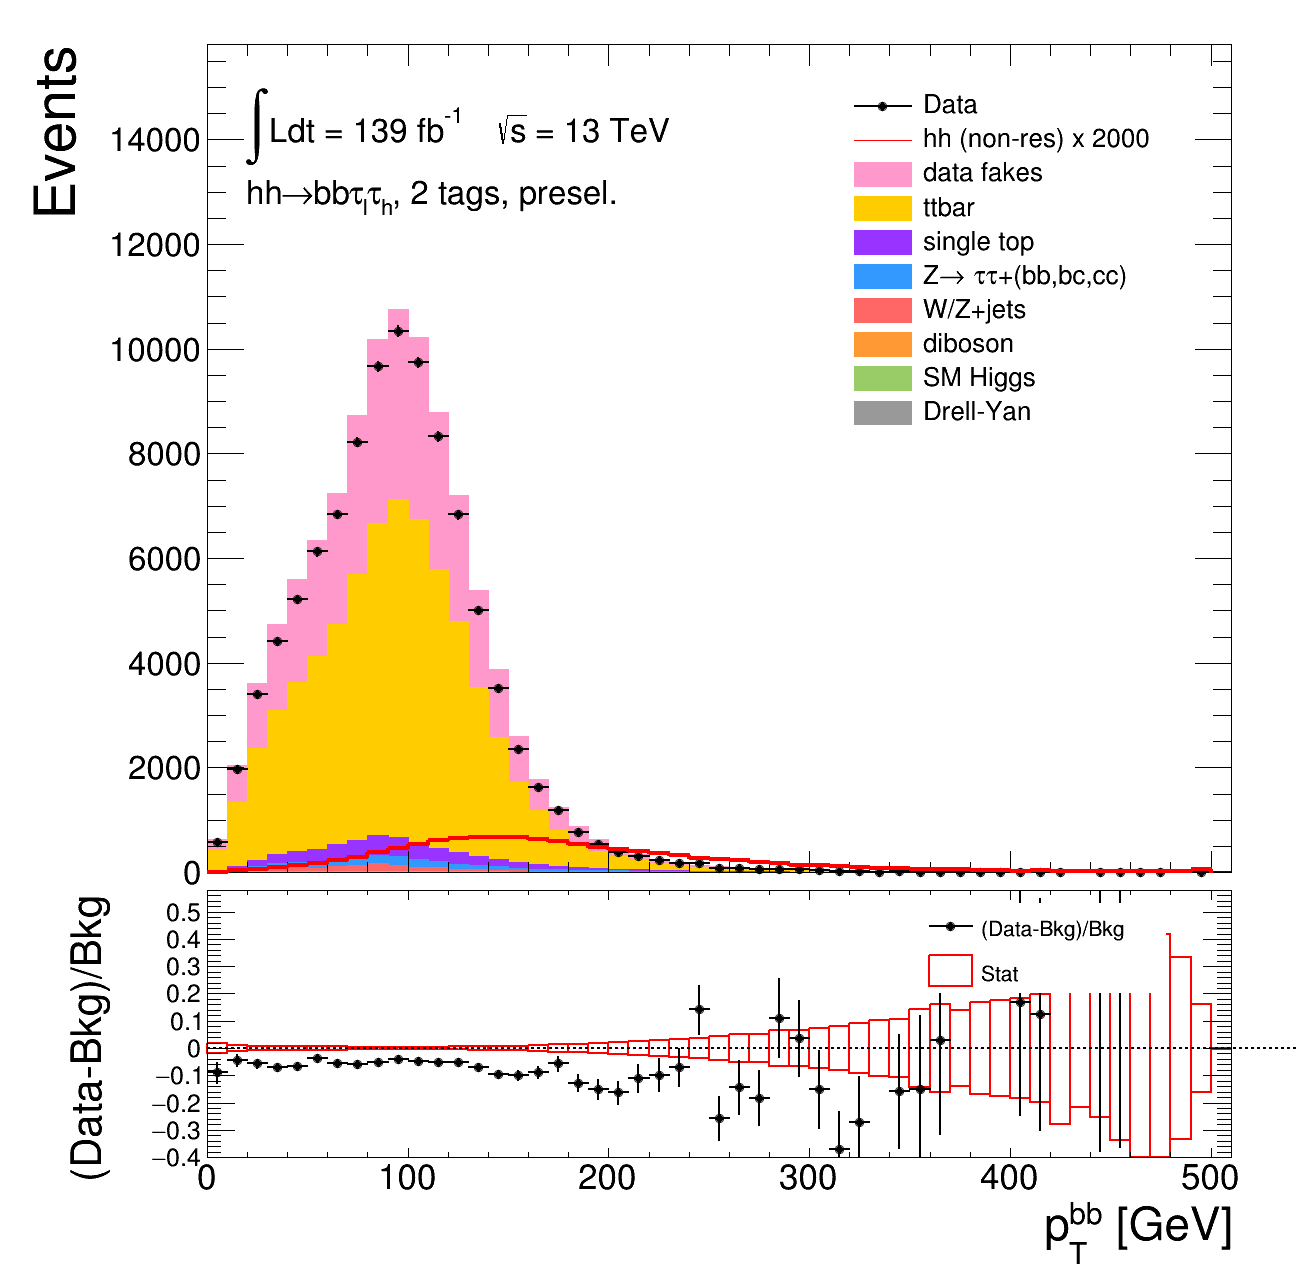 Events
14000
12000
10000
8000
6000
4000
2000
0
∫Ldt = 139 fb⁻¹ √s = 13 TeV
hh→bbτₗτₕ, 2 tags, presel.
Data
hh (non-res) x 2000
data fakes
ttbar
single top
Z→ ττ+(bb,bc,cc)
W/Z+jets
diboson
SM Higgs
Drell-Yan
(Data-Bkg)/Bkg
0.5
0.4
0.3
0.2
0.1
0
−0.1
−0.2
−0.3
−0.4
(Data-Bkg)/Bkg
Stat
0 100 200 300 400 500
p_T^bb [GeV]